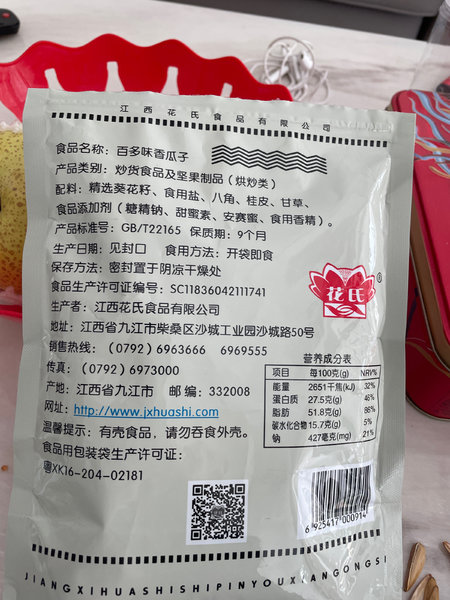 江西花氏食品有限公司
食品名称：百多味香瓜子
产品类别：炒货食品及坚果制品（烘炒类）
配料：精选葵花籽、食用盐、八角、桂皮、甘草、
食品添加剂（糖精钠、甜蜜素、安赛蜜、食用香精）。
产品标准号：GB/T22165 保质期：9个月
生产日期：见封口 食用方法：开袋即食
保存方法：密封置于阴凉干燥处
食品生产许可证编号：SC11836042111741
生产者：江西花氏食品有限公司
地址：江西省九江市柴桑区沙城工业园沙城路50号
销售热线：（0792）6963666 6969555
传真：（0792）6973000
产地：江西省九江市 邮编：332008
网址：http://www.jxhuashi.com
温馨提示：有壳食品，请勿吞食外壳。
食品用包装袋生产许可证：
粤XK16-204-02181
花氏
®
营养成分表
项目 每100克(g) NRV%
能量 2651千焦(kJ) 32%
蛋白质 27.5克(g) 46%
脂肪 51.8克(g) 86%
碳水化合物 15.7克(g) 5%
钠 427毫克(mg) 21%
6 925417 000914
JIANGXIHUASHISHIPINYOUXIANGONGSI